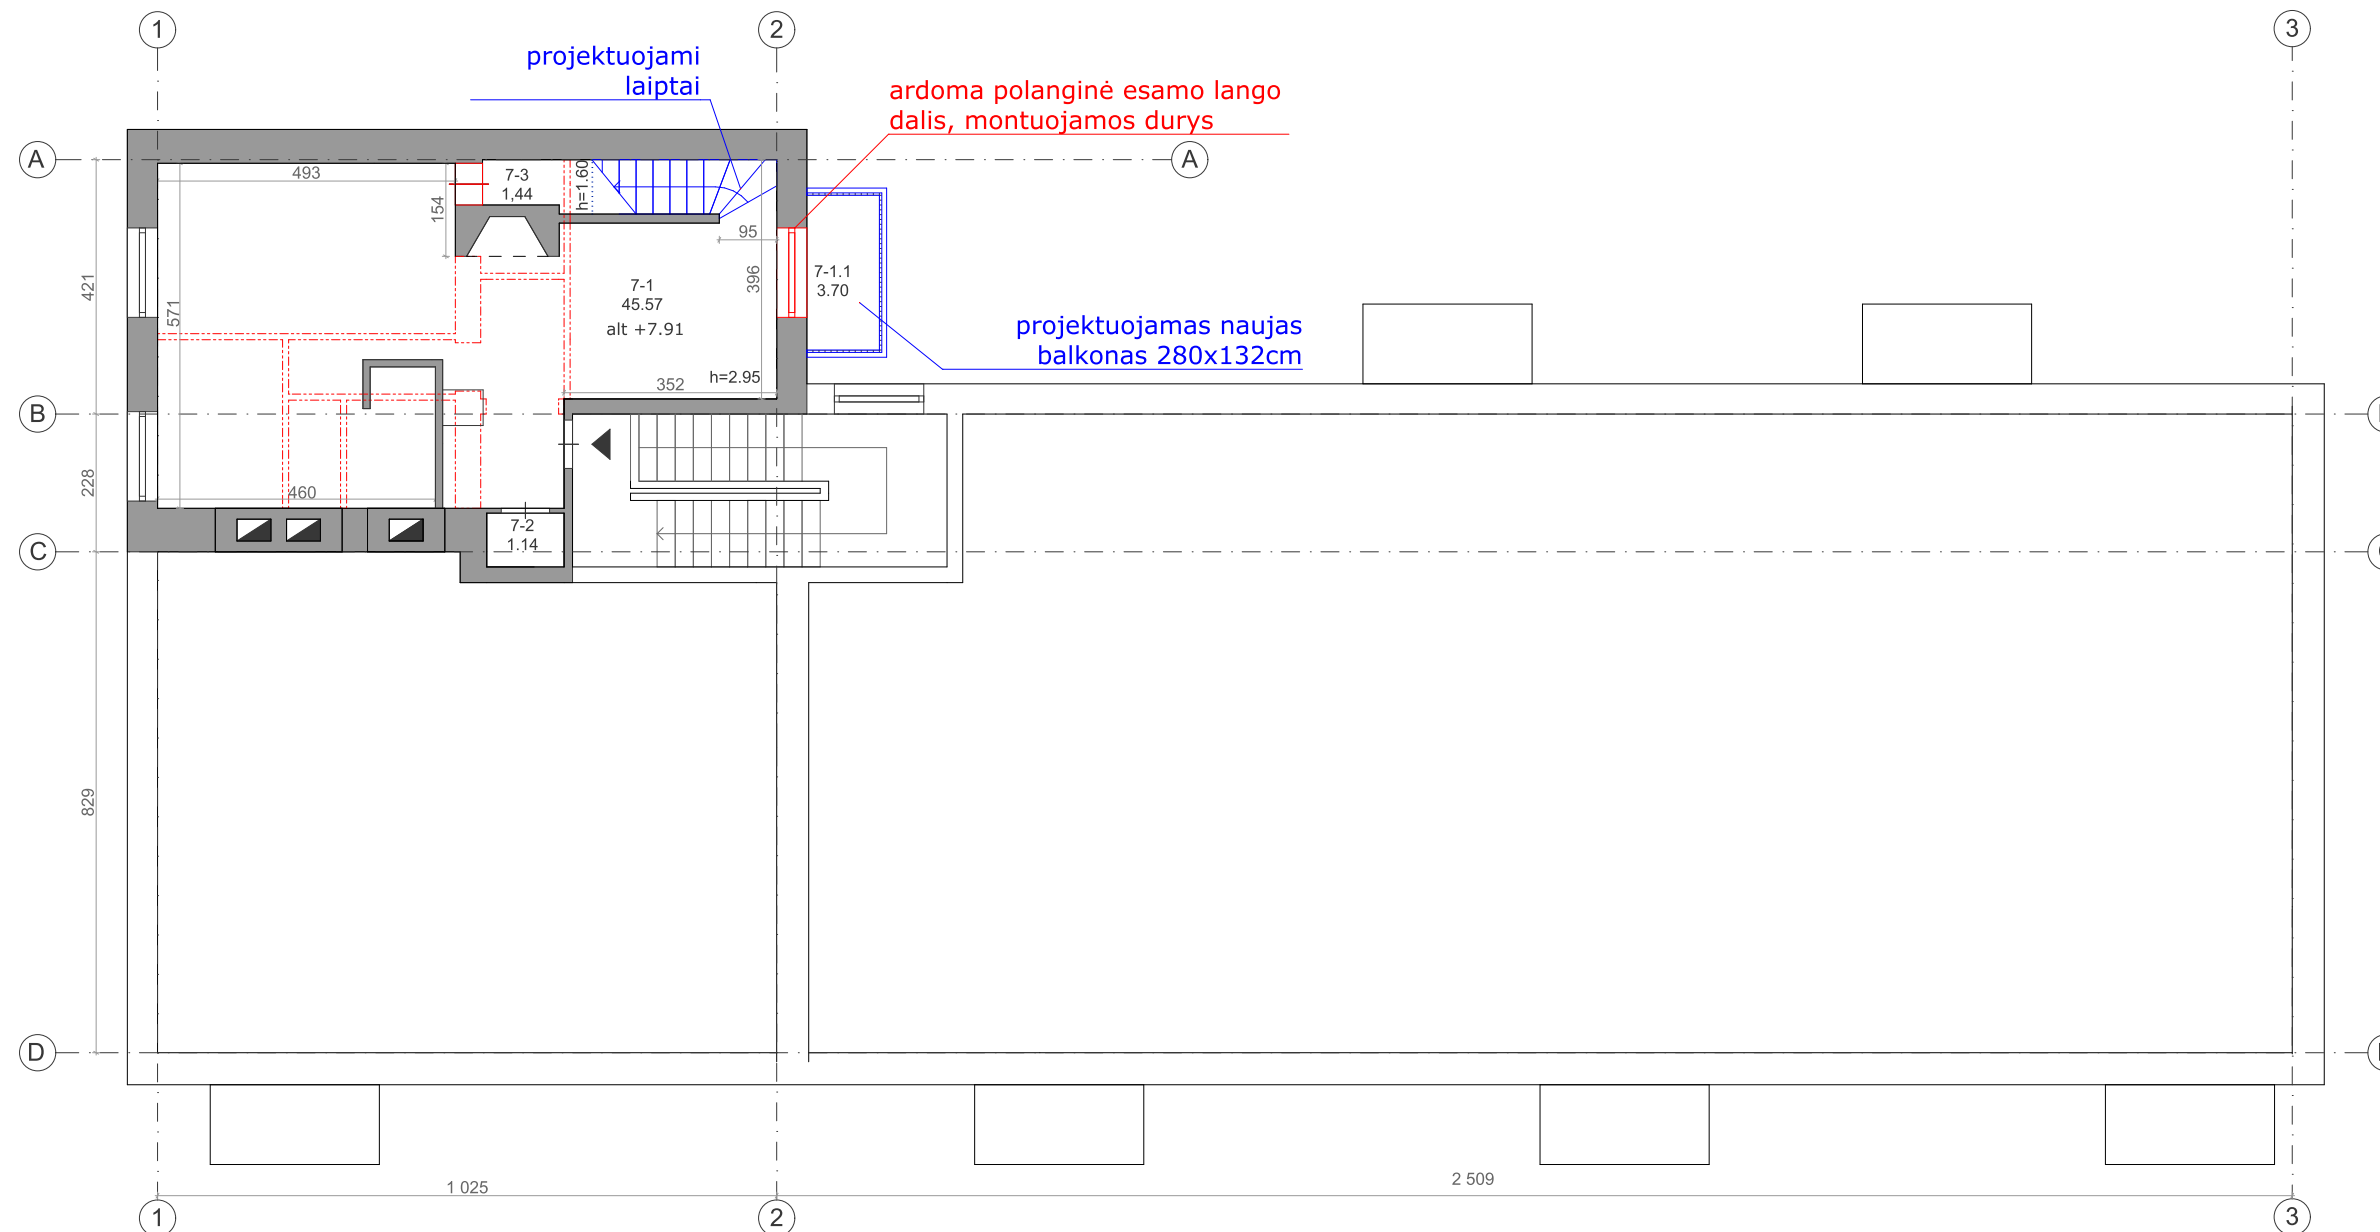 1
2
3
projektuojami
laiptai
ardoma polanginė esamo lango
dalis, montuojamos durys
A
A
493
7-3
1,44
h=1.60
154
95
396
421
571
7-1
45.57
alt +7.91
7-1.1
3.70
projektuojamas naujas
balkonas 280x132cm
352
h=2.95
B
228
460
7-2
1.14
C
829
D
1 025
2 509
1
2
3